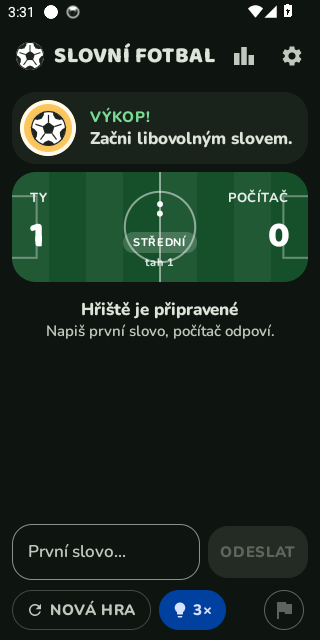 3:31
SLOVNÍ FOTBAL
VÝKOP!
Začni libovolným slovem.
TY
POČÍTAČ
1
0
STŘEDNÍ
tah 1
Hřiště je připravené
Napiš první slovo, počítač odpoví.
První slovo…
ODESLAT
NOVÁ HRA
3×